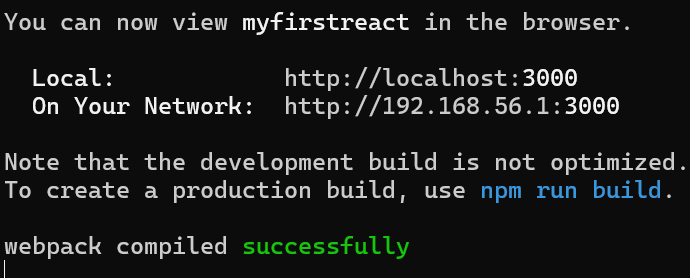 You can now view myfirstreact in the browser.
Local: http://localhost:3000
On Your Network: http://192.168.56.1:3000
Note that the development build is not optimized.
To create a production build, use npm run build.
webpack compiled successfully